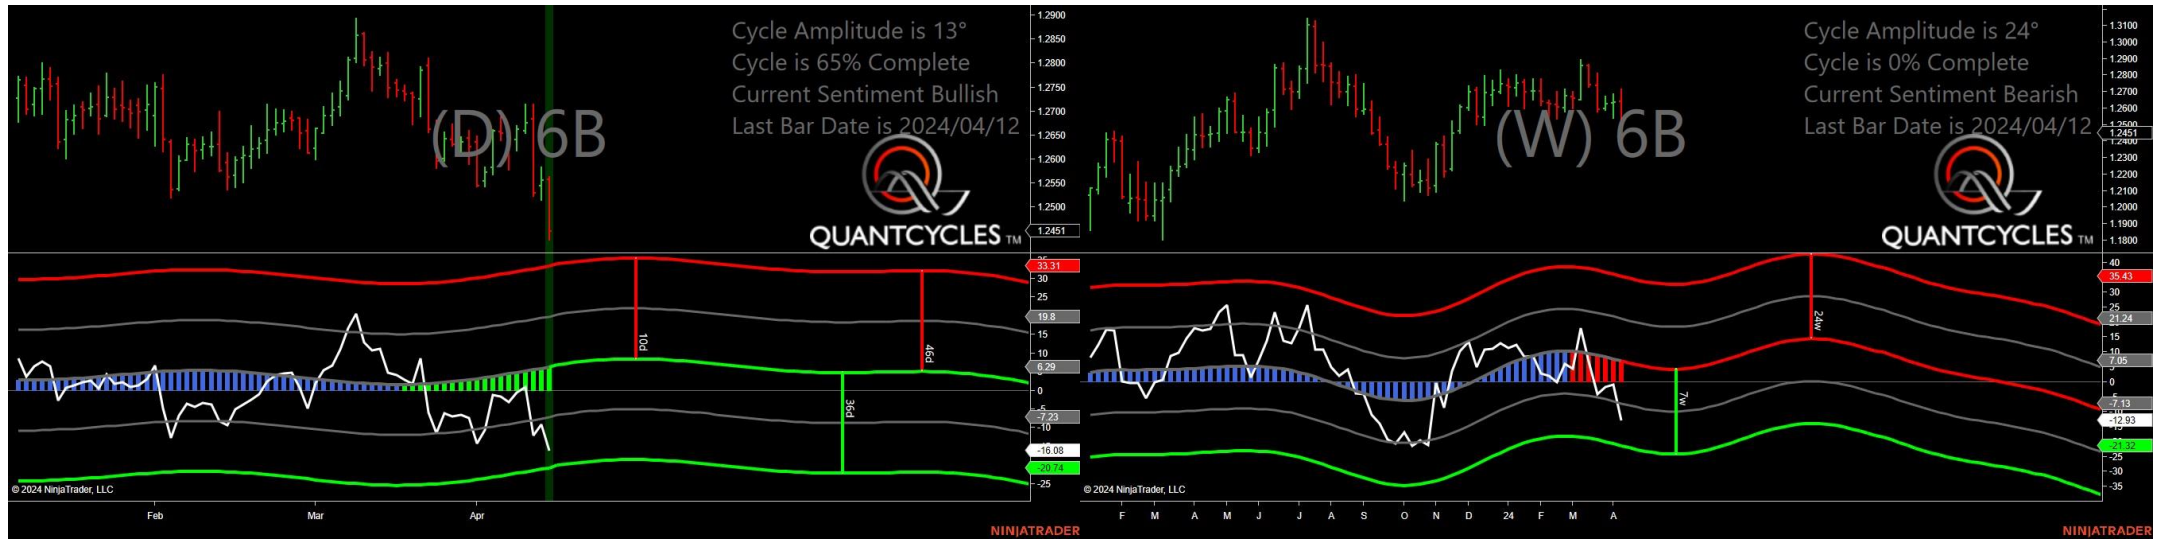 Cycle Amplitude is 13°
Cycle is 65% Complete
Current Sentiment Bullish
Last Bar Date is 2024/04/12
(D) 6B
QUANTCYCLES TM
1.2900
1.2850
1.2800
1.2750
1.2700
1.2650
1.2600
1.2550
1.2500
1.2451
33.31
30
25
19.8
15
10
6.29
0
-7.23
-10
-16.08
-20.74
-25
10d
36d
46d
© 2024 NinjaTrader, LLC
Feb Mar Apr
NINJATRADER
Cycle Amplitude is 24°
Cycle is 0% Complete
Current Sentiment Bearish
Last Bar Date is 2024/04/12
(W) 6B
QUANTCYCLES TM
1.3100
1.3000
1.2900
1.2800
1.2700
1.2600
1.2451
1.2300
1.2200
1.2100
1.2000
1.1900
1.1800
40
35.43
30
25
21.24
15
10
7.05
0
-7.13
-12.93
-21.32
-25
-30
-35
7w
24w
© 2024 NinjaTrader, LLC
F M A M J J A S O N D 24 F M A
NINJATRADER